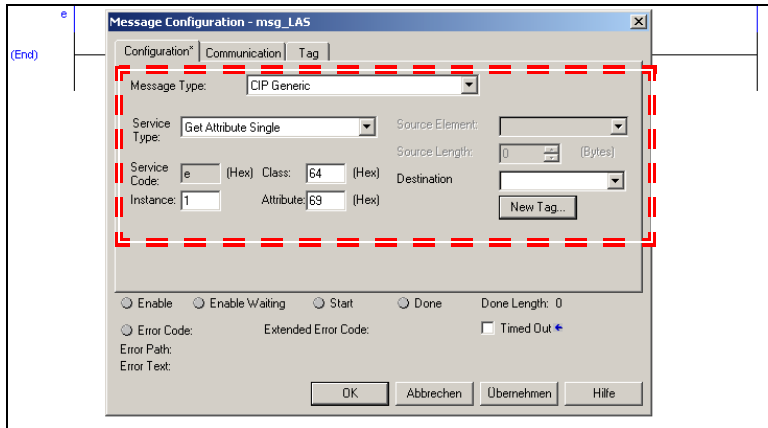 e
(End)
Message Configuration - msg_LAS
Configuration* Communication Tag
Message Type: CIP Generic
Service Type: Get Attribute Single
Source Element:
Source Length: 0 (Bytes)
Service Code: e (Hex) Class: 64 (Hex)
Destination
Instance: 1 Attribute: 69 (Hex)
New Tag...
Enable Enable Waiting Start Done Done Length: 0
Error Code: Extended Error Code: Timed Out
Error Path:
Error Text:
OK Abbrechen Übernehmen Hilfe